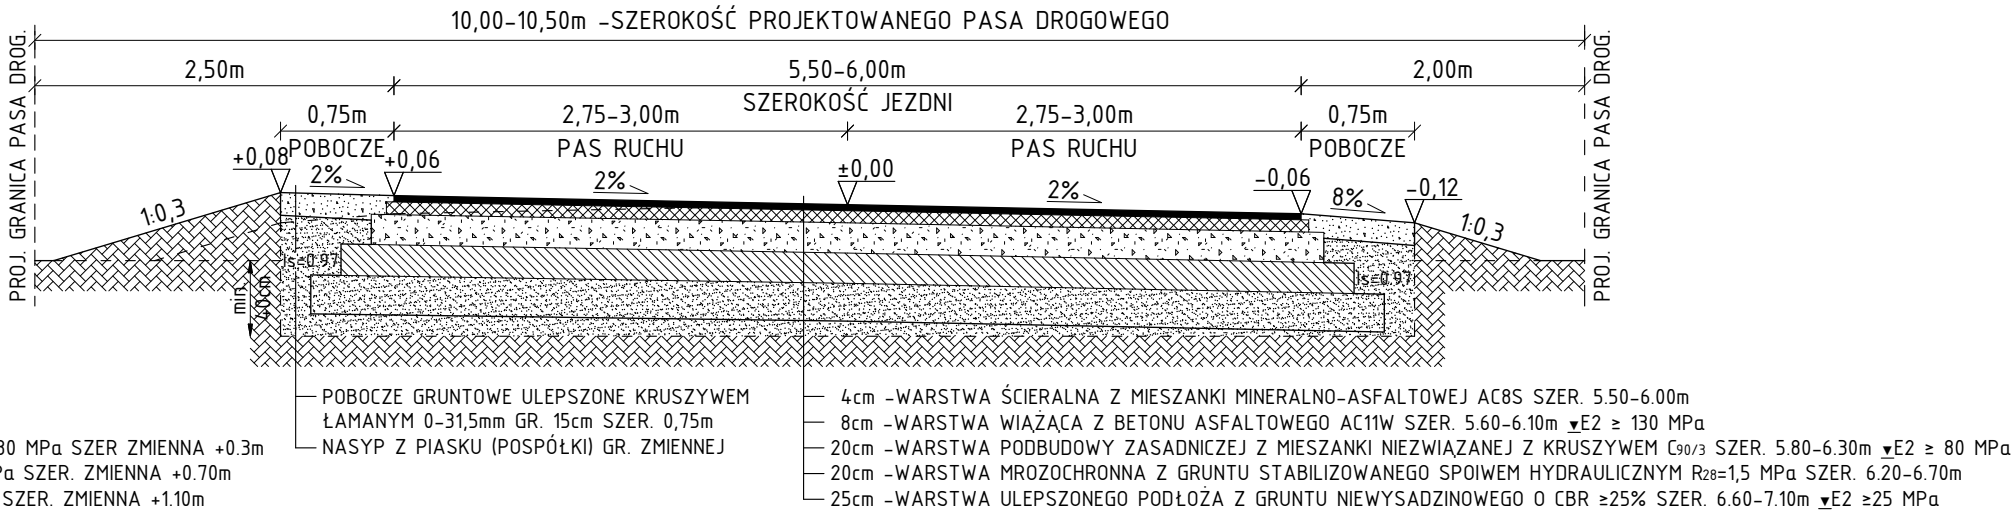 10,00-10,50m -SZEROKOŚĆ PROJEKTOWANEGO PASA DROGOWEGO
PROJ. GRANICA PASA DROG.
PROJ. GRANICA PASA DROG.
2,50m
5,50-6,00m
2,00m
SZEROKOŚĆ JEZDNI
0,75m
2,75-3,00m
2,75-3,00m
0,75m
POBOCZE
PAS RUCHU
PAS RUCHU
POBOCZE
+0,08
+0,06
±0,00
-0,06
-0,12
2%
2%
2%
8%
1:0,3
1:0,3
Is=0.97
Is=0.97
min.
40cm
POBOCZE GRUNTOWE ULEPSZONE KRUSZYWEM
ŁAMANYM 0-31,5mm GR. 15cm SZER. 0,75m
NASYP Z PIASKU (POSPÓŁKI) GR. ZMIENNEJ
4cm -WARSTWA ŚCIERALNA Z MIESZANKI MINERALNO-ASFALTOWEJ AC8S SZER. 5.50-6.00m
8cm -WARSTWA WIĄŻĄCA Z BETONU ASFALTOWEGO AC11W SZER. 5.60-6.10m ▼E2 ≥ 130 MPa
20cm -WARSTWA PODBUDOWY ZASADNICZEJ Z MIESZANKI NIEZWIĄZANEJ Z KRUSZYWEM C90/3 SZER. 5.80-6.30m ▼E2 ≥ 80 MPa
20cm -WARSTWA MROZOCHRONNA Z GRUNTU STABILIZOWANEGO SPOIWEM HYDRAULICZNYM R28=1,5 MPa SZER. 6.20-6.70m
25cm -WARSTWA ULEPSZONEGO PODŁOŻA Z GRUNTU NIEWYSADZINOWEGO O CBR ≥25% SZER. 6.60-7.10m ▼E2 ≥25 MPa
MPa SZER ZMIENNA +0.3m
SZER. ZMIENNA +0.70m
SZER. ZMIENNA +1.10m